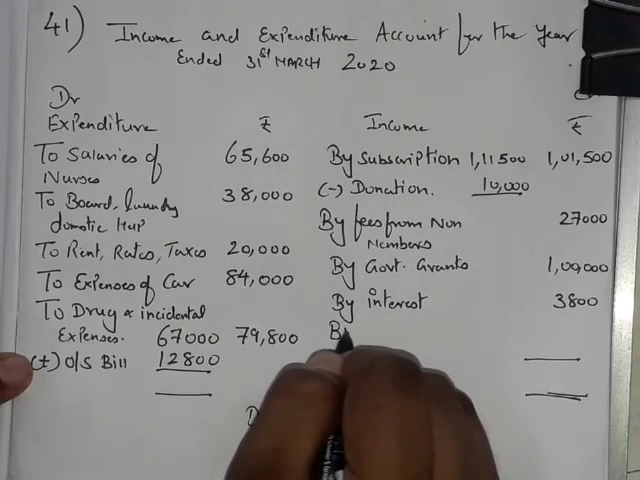 41) Income and Expenditure Account for the Year
Ended 31st MARCH 2020
Dr
Expenditure ₹ Income ₹
To Salaries of 65,600 By Subscription 1,11500 1,01,500
Nurses
(-) Donation. 10,000
To Board, laundry 38,000
domotic Help
By fees from Non 27000
Members
To Rent, Rates, Taxes 20,000
By Govt. Grants 1,00,000
To Expenses of Car 84,000
By interest 3800
To Drug & incidental
Expenses. 67000 79,800 B
(+) O/S Bill 12800
D